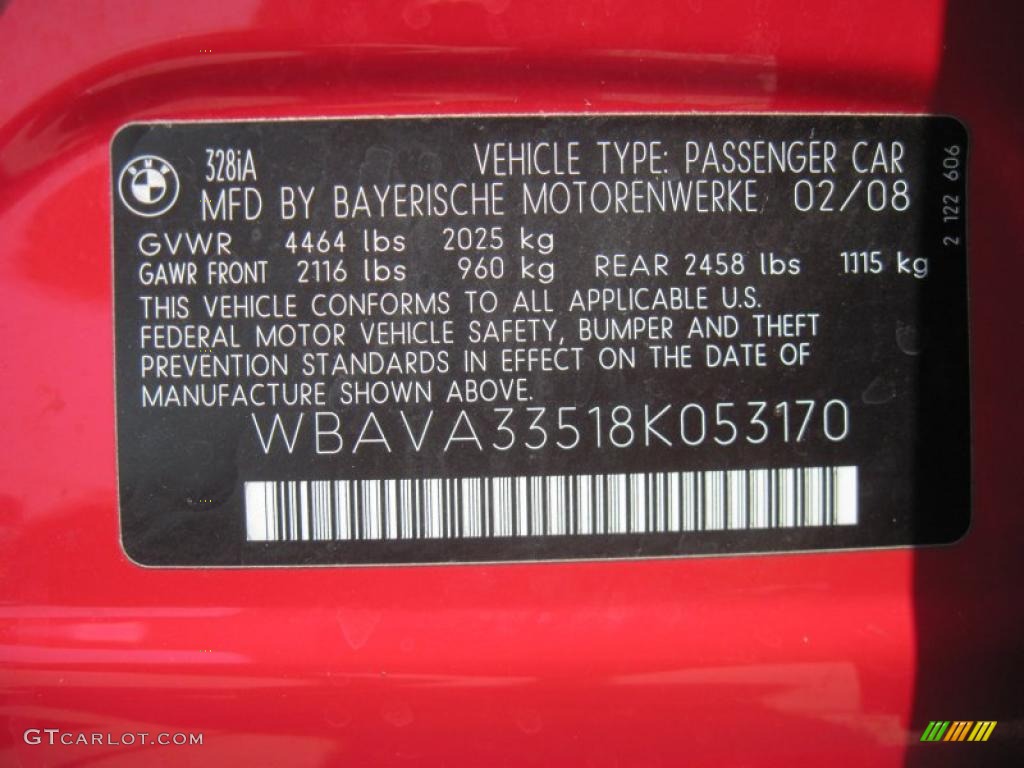 328iA
VEHICLE TYPE: PASSENGER CAR
MFD BY BAYERISCHE MOTORENWERKE 02/08
GVWR 4464 lbs 2025 kg
GAWR FRONT 2116 lbs 960 kg REAR 2458 lbs 1115 kg
THIS VEHICLE CONFORMS TO ALL APPLICABLE U.S.
FEDERAL MOTOR VEHICLE SAFETY, BUMPER AND THEFT
PREVENTION STANDARDS IN EFFECT ON THE DATE OF
MANUFACTURE SHOWN ABOVE.
WBAVA33518K053170
2 122 606
GTCARLOT.COM